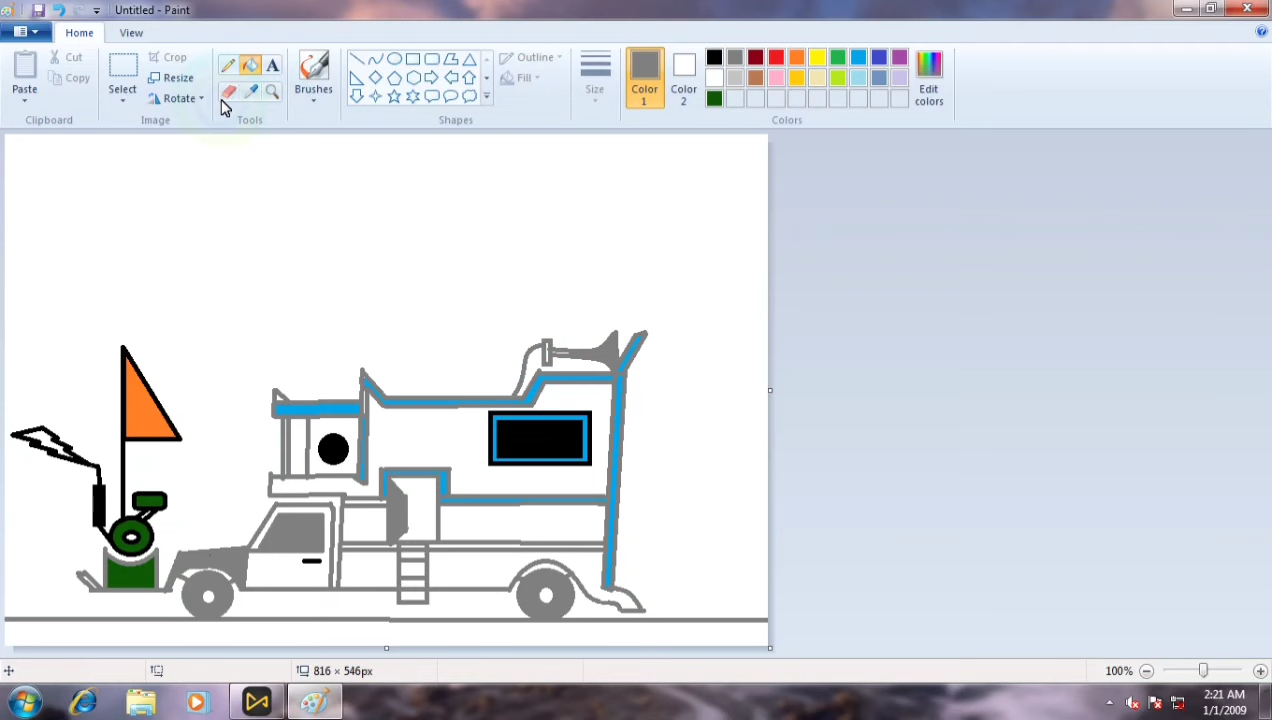 Untitled - Paint
Home View
Paste
Cut
Copy
Clipboard
Select
Crop
Resize
Rotate
Image
A
Tools
Brushes
Outline
Fill
Shapes
Size
Color 1
Color 2
Edit colors
Colors
816 × 546px
100%
2:21 AM
1/1/2009